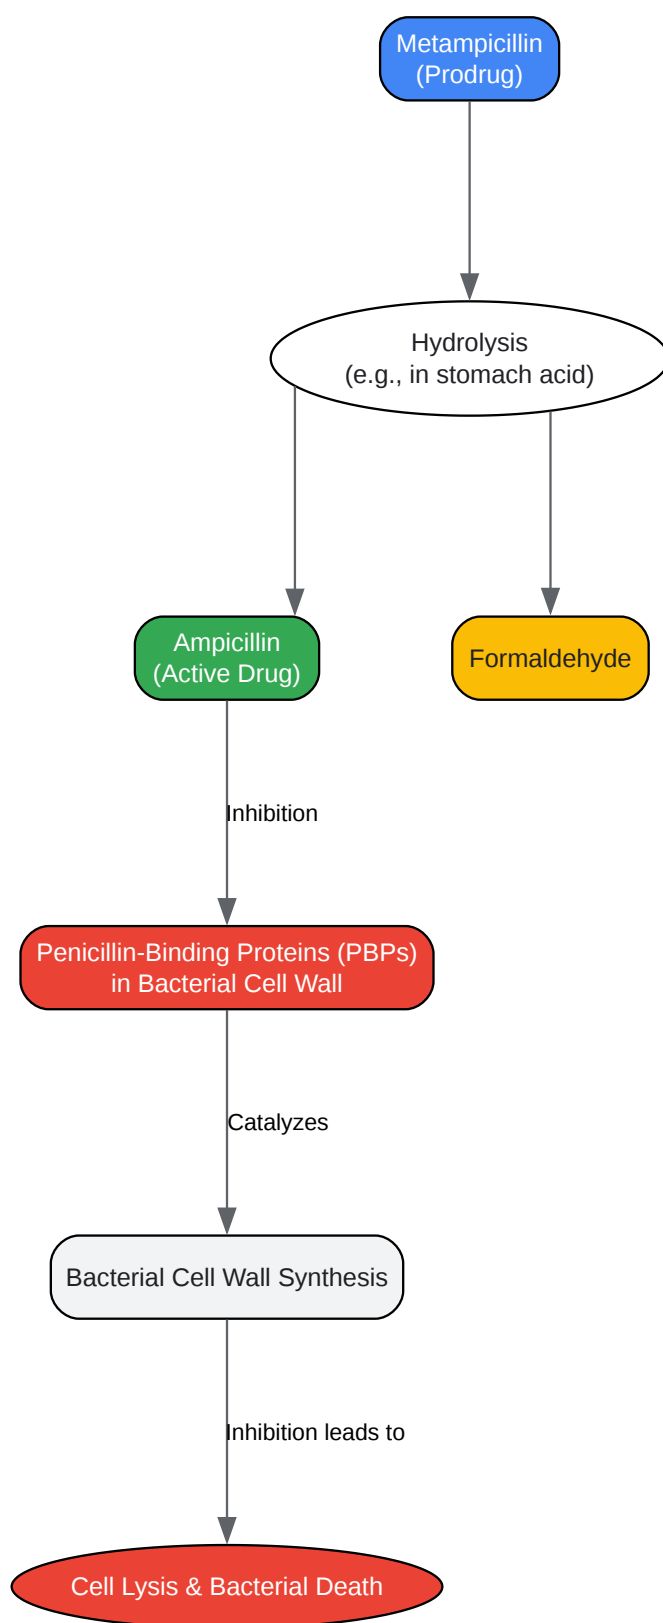 Metampicillin
(Prodrug)
Hydrolysis
(e.g., in stomach acid)
Ampicillin
(Active Drug)
Formaldehyde
Inhibition
Penicillin-Binding Proteins (PBPs)
in Bacterial Cell Wall
Catalyzes
Bacterial Cell Wall Synthesis
Inhibition leads to
Cell Lysis & Bacterial Death